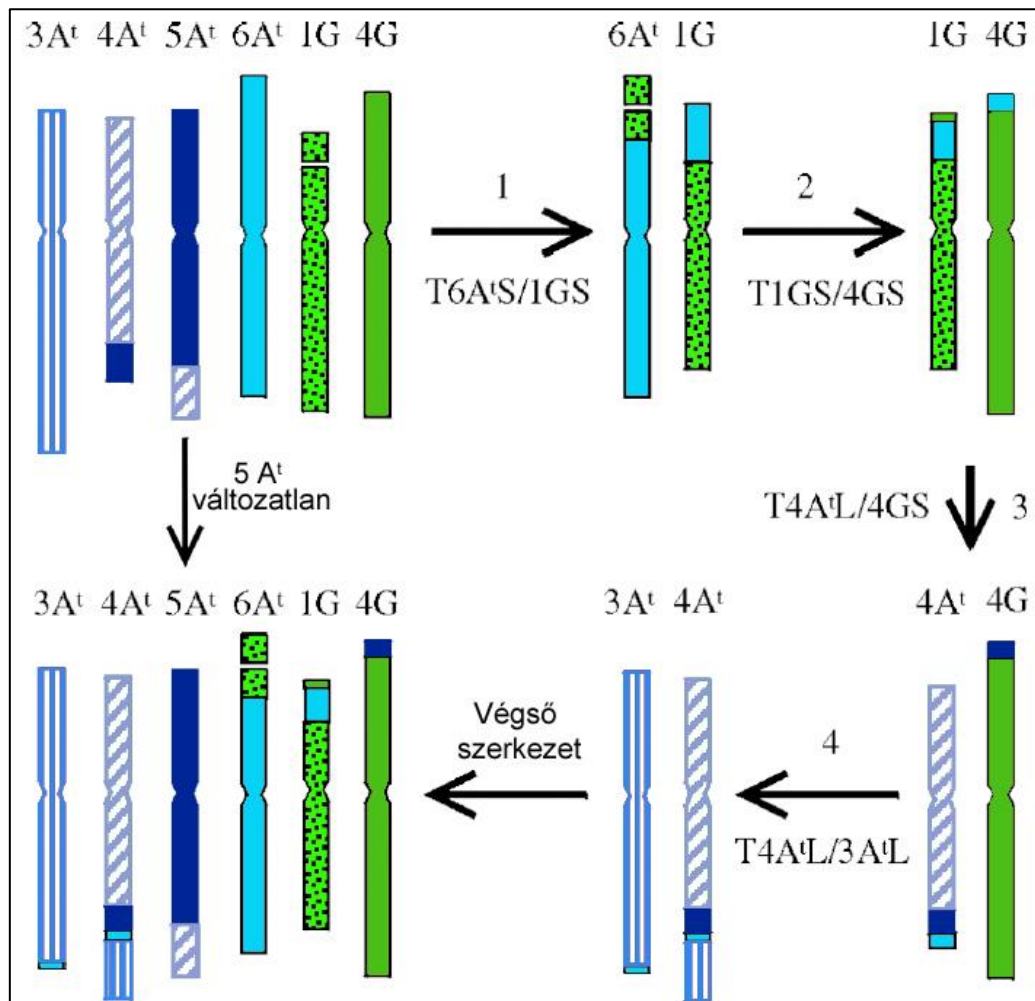 3Aᵗ 4Aᵗ 5Aᵗ 6Aᵗ 1G 4G
6Aᵗ 1G
1G 4G
1
T6AᵗS/1GS
2
T1GS/4GS
5 Aᵗ
változatlan
T4AᵗL/4GS
3
3Aᵗ 4Aᵗ 5Aᵗ 6Aᵗ 1G 4G
3Aᵗ 4Aᵗ
4Aᵗ 4G
Végső
szerkezet
4
T4AᵗL/3AᵗL